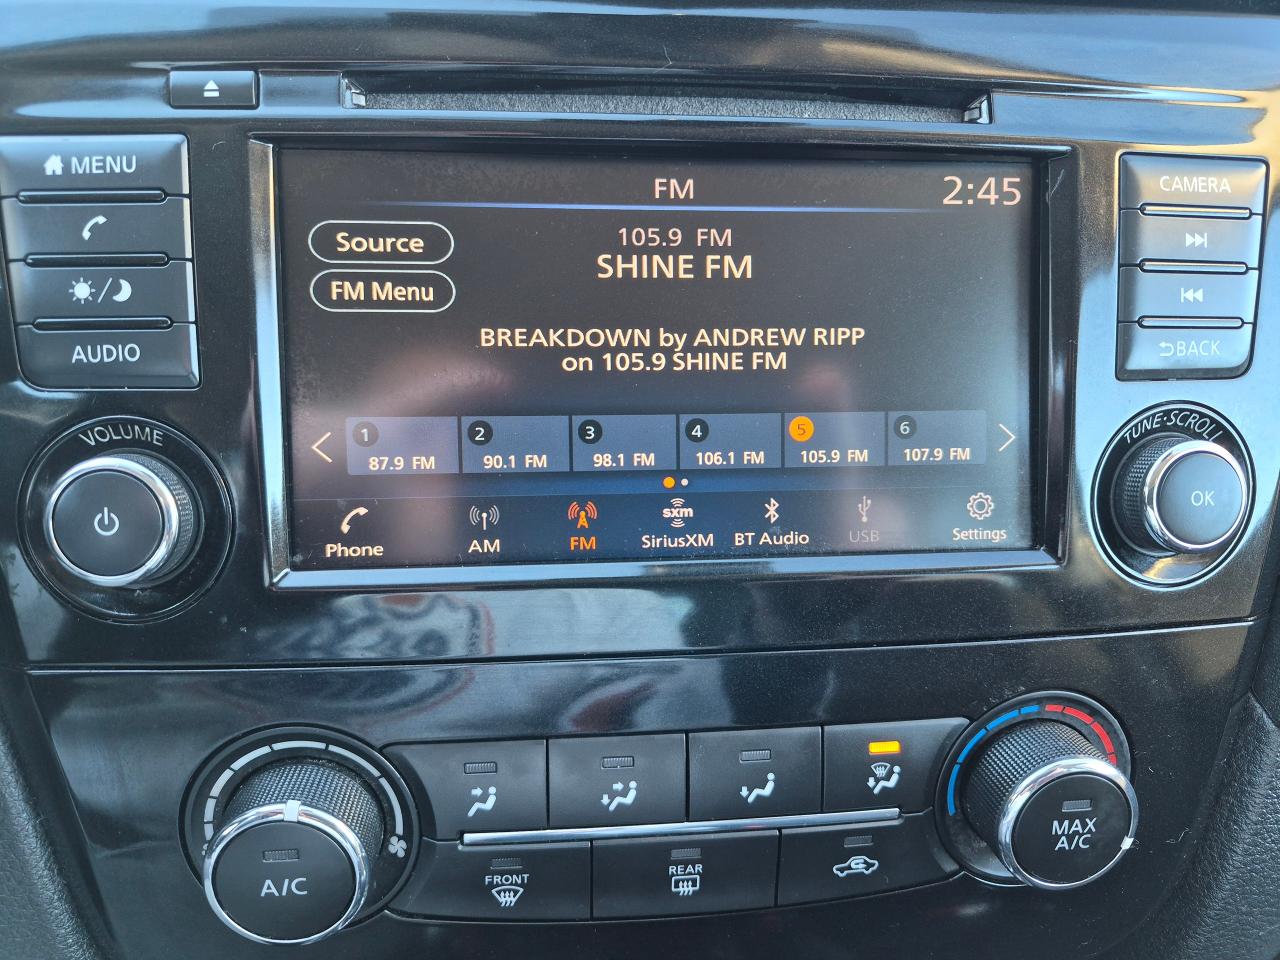 MENU
AUDIO
VOLUME
FM
2:45
Source
FM Menu
105.9 FM
SHINE FM
BREAKDOWN by ANDREW RIPP
on 105.9 SHINE FM
1
87.9 FM
2
90.1 FM
3
98.1 FM
4
106.1 FM
5
105.9 FM
6
107.9 FM
Phone
AM
FM
sxm
SiriusXM
BT Audio
USB
Settings
CAMERA
BACK
TUNE·SCROLL
OK
A/C
FRONT
REAR
MAX
A/C